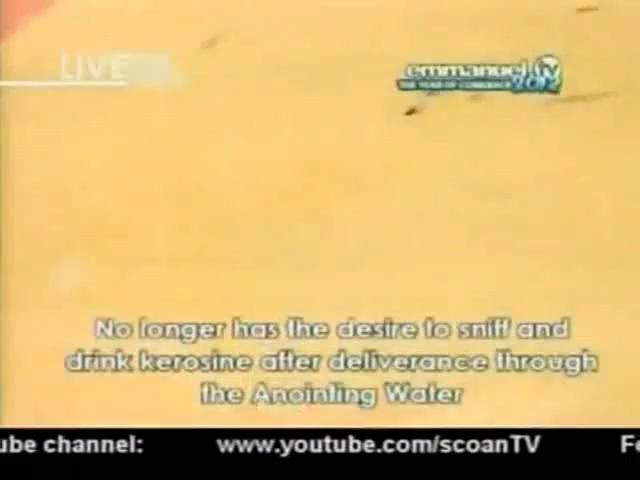 LIVE
emmanuel tv
THE YEAR OF
2012
No longer has the desire to sniff and
drink kerosine after deliverance through
the Anointing Water
ube channel: www.youtube.com/scoanTV Fe